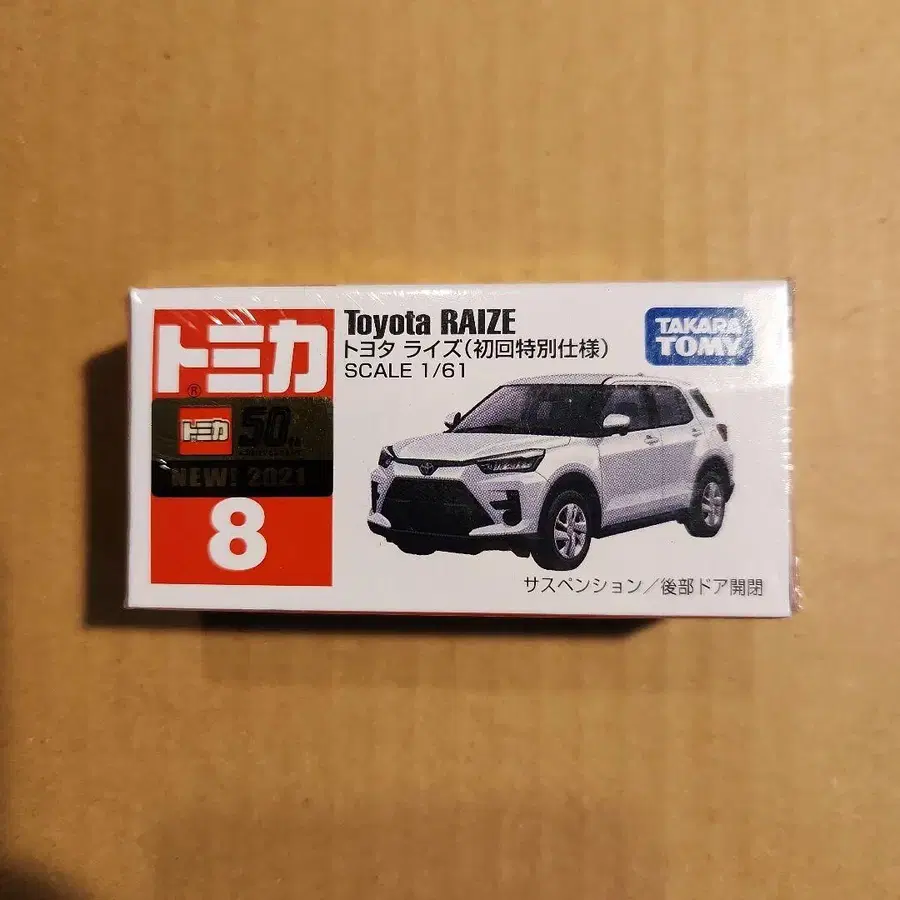 トミカ
®
トミカ 50th
NEW! 2021
8
Toyota RAIZE
トヨタ ライズ(初回特別仕様)
SCALE 1/61
TAKARA
TOMY
サスペンション/後部ドア開閉